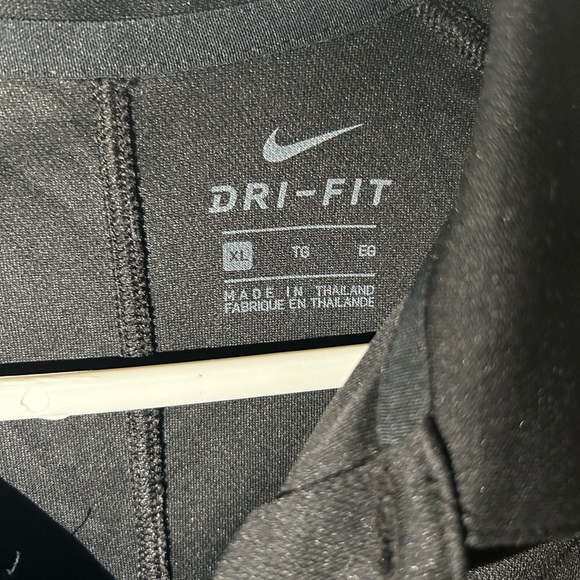 DRI-FIT
XL TG EG
MADE IN THAILAND
FABRIQUE EN THAILANDE